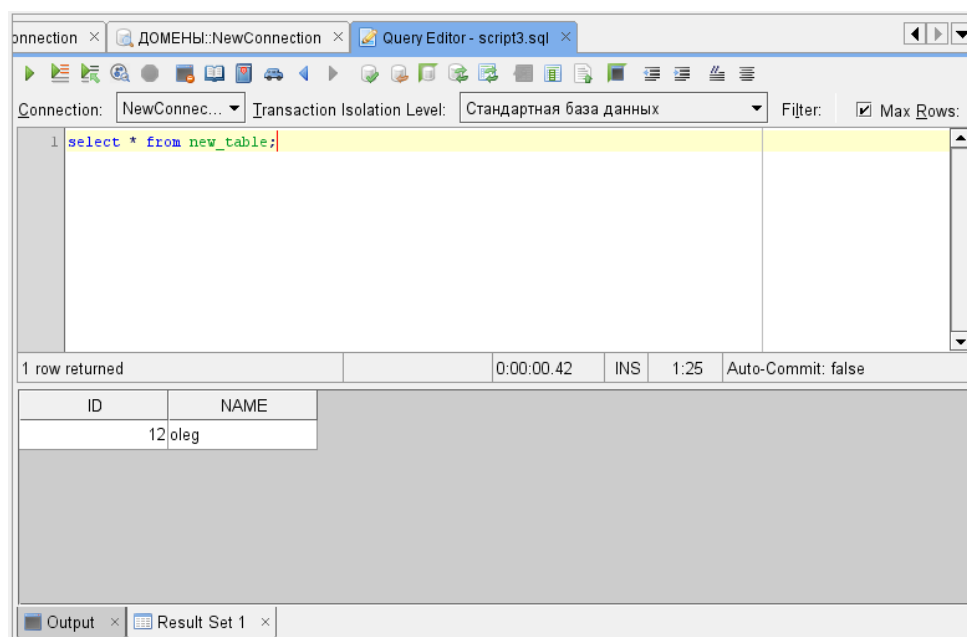 onnection × ДОМЕНЫ::NewConnection × Query Editor - script3.sql ×
Connection: NewConnec... Transaction Isolation Level: Стандартная база данных Filter: Max Rows:
1 select * from new_table;
1 row returned 0:00:00.42 INS 1:25 Auto-Commit: false
ID NAME
12 oleg
Output × Result Set 1 ×